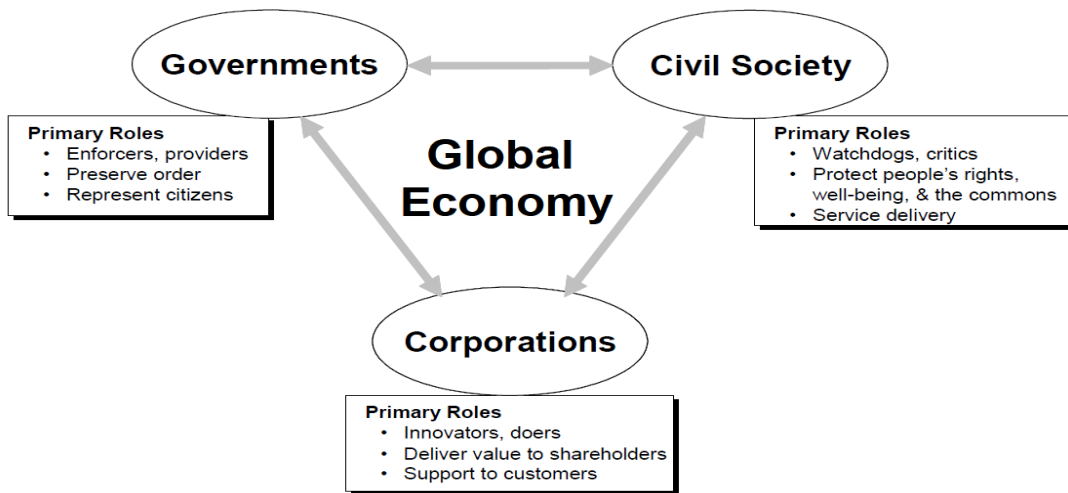 Governments
Civil Society
Primary Roles
• Enforcers, providers
• Preserve order
• Represent citizens
Global
Economy
Primary Roles
• Watchdogs, critics
• Protect people's rights,
well-being, & the commons
• Service delivery
Corporations
Primary Roles
• Innovators, doers
• Deliver value to shareholders
• Support to customers